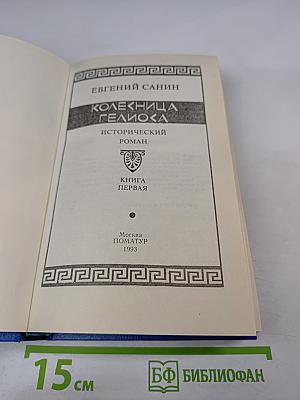 ЕВГЕНИЙ САНИН
КОЛЕСНИЦА
ГЕЛИОСА
ИСТОРИЧЕСКИЙ
РОМАН
КНИГА
ПЕРВАЯ
Москва
ПОМАТУР
1993
15 см
БФ БИБЛИОФАН